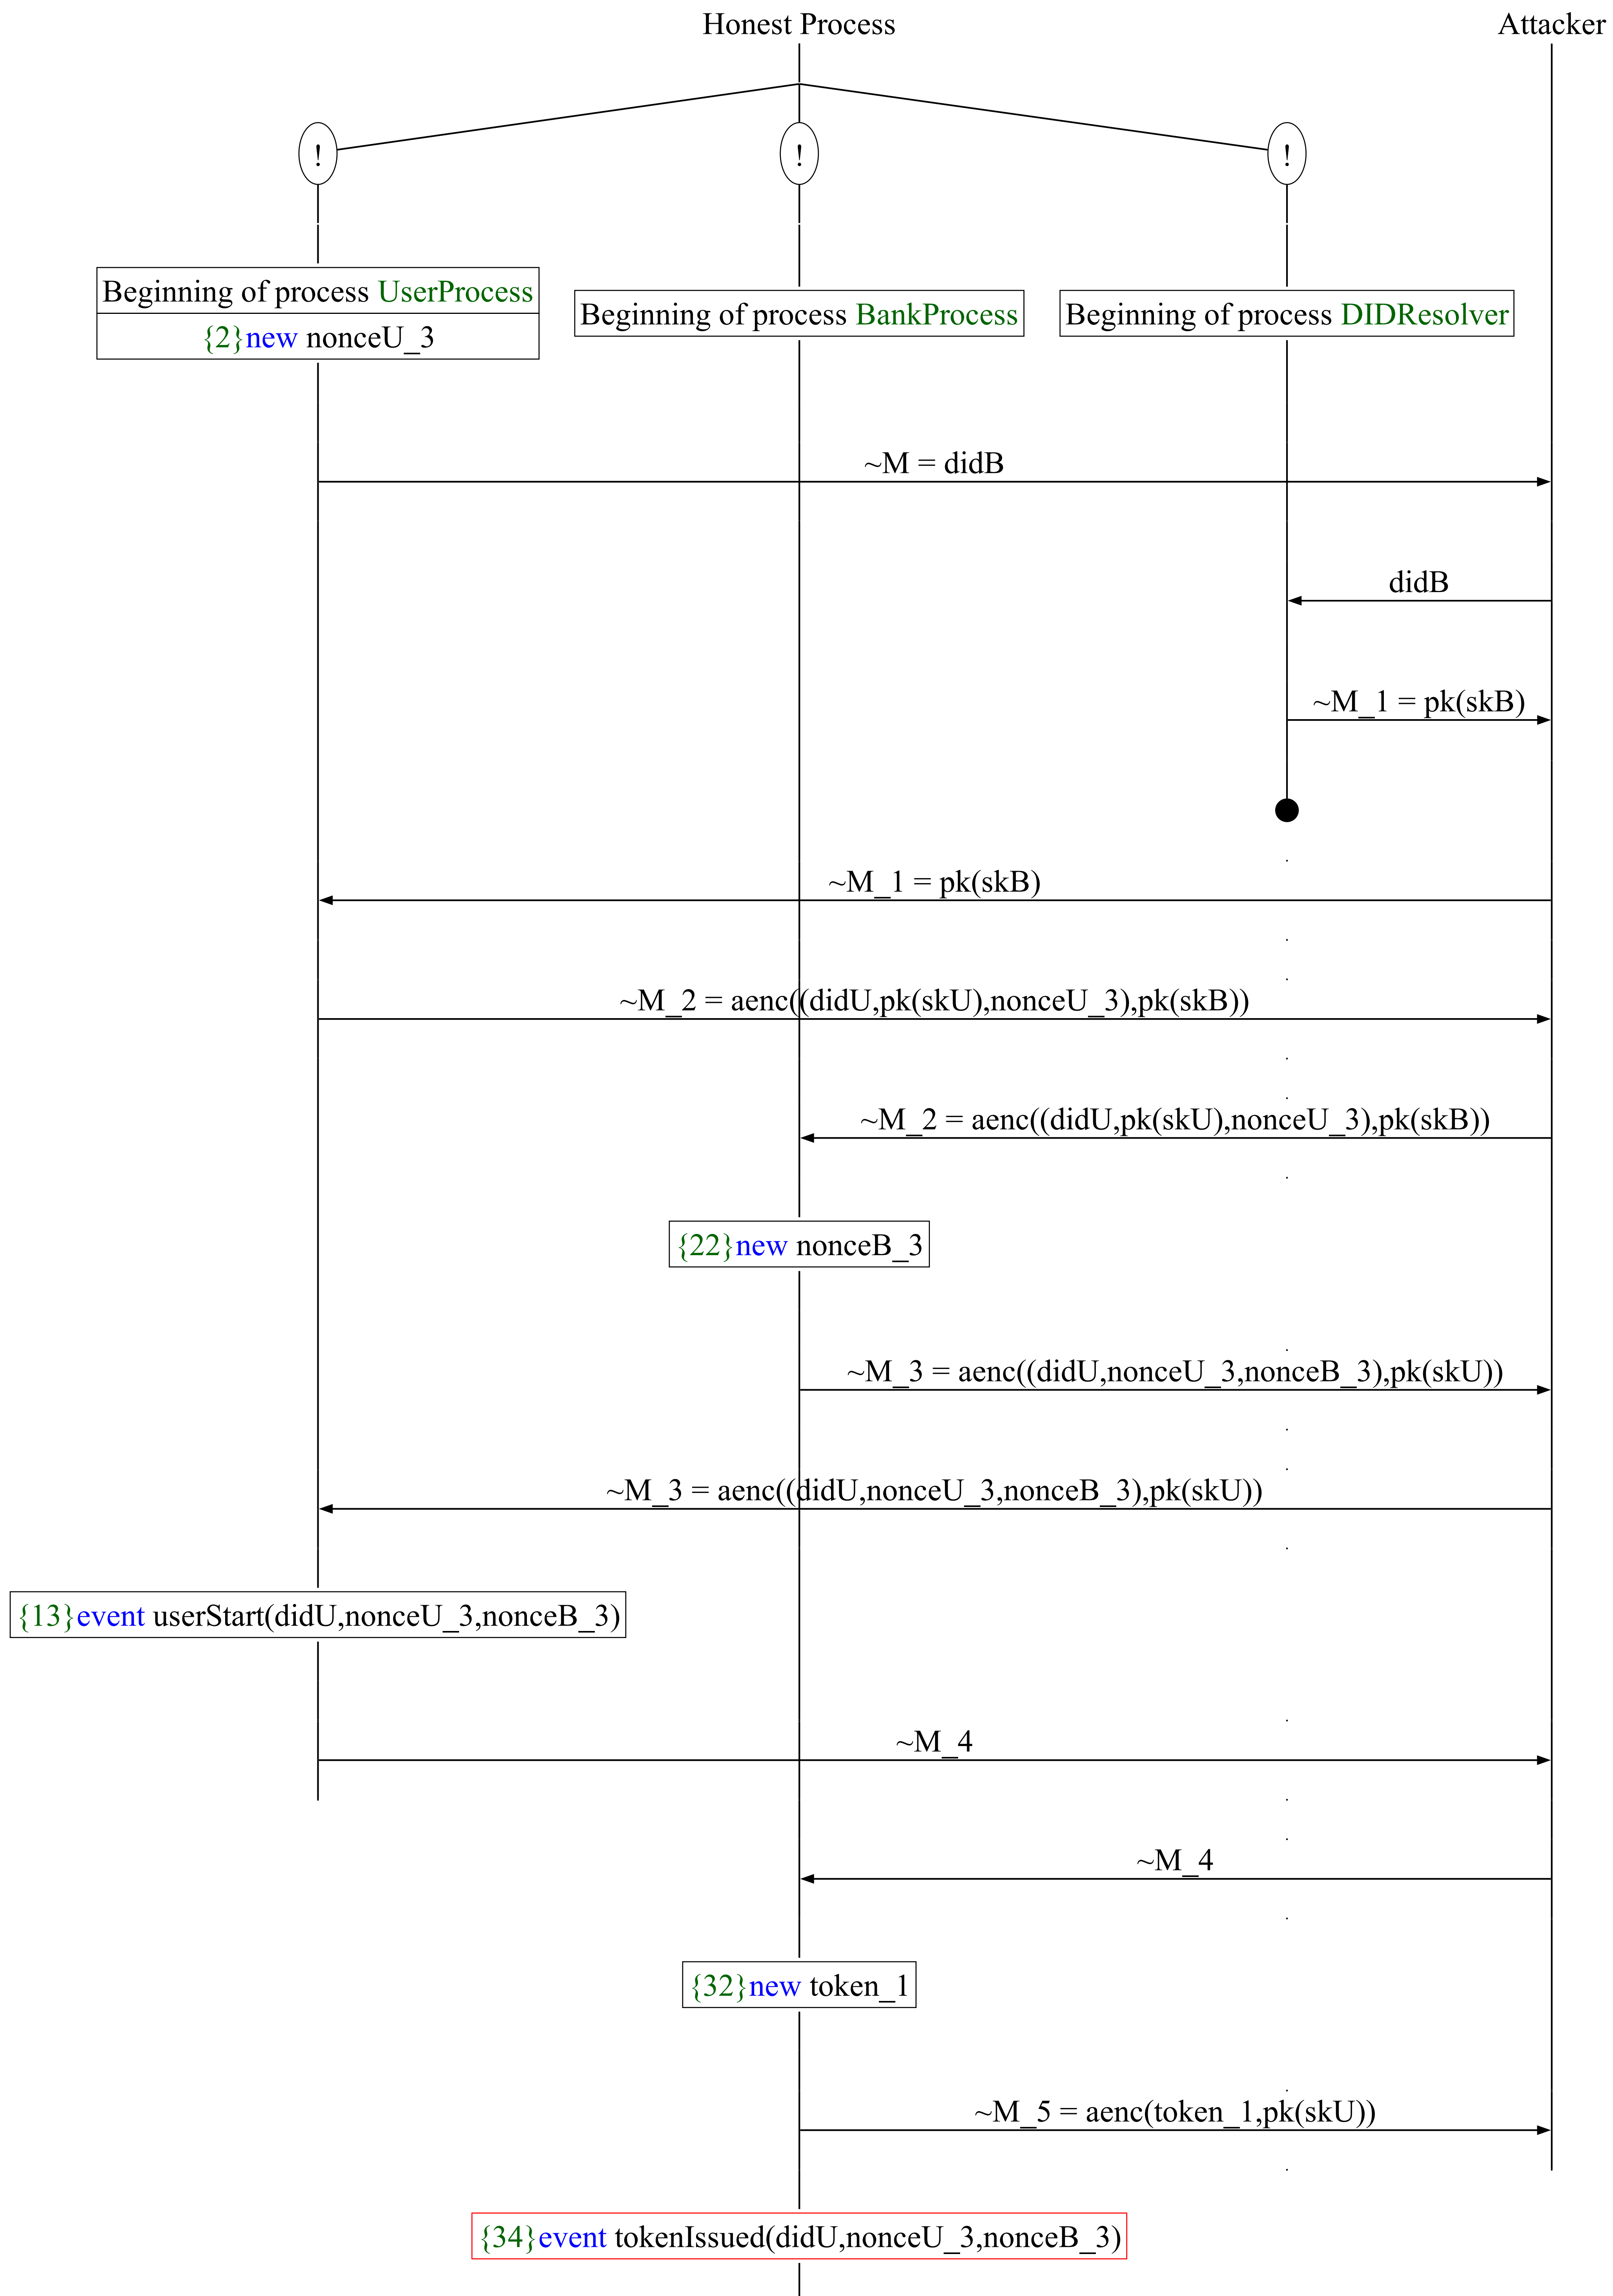 Honest Process
Attacker
!
!
!
Beginning of process UserProcess
{2}new nonceU_3
Beginning of process BankProcess
Beginning of process DIDResolver
~M = didB
didB
~M_1 = pk(skB)
~M_1 = pk(skB)
~M_2 = aenc((didU,pk(skU),nonceU_3),pk(skB))
~M_2 = aenc((didU,pk(skU),nonceU_3),pk(skB))
{22}new nonceB_3
~M_3 = aenc((didU,nonceU_3,nonceB_3),pk(skU))
~M_3 = aenc((didU,nonceU_3,nonceB_3),pk(skU))
{13}event userStart(didU,nonceU_3,nonceB_3)
~M_4
~M_4
{32}new token_1
~M_5 = aenc(token_1,pk(skU))
{34}event tokenIssued(didU,nonceU_3,nonceB_3)